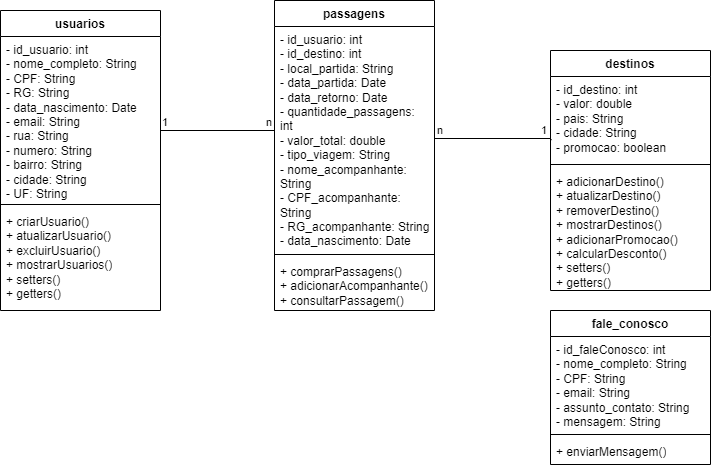 usuarios
- id_usuario: int
- nome_completo: String
- CPF: String
- RG: String
- data_nascimento: Date
- email: String
- rua: String
- numero: String
- bairro: String
- cidade: String
- UF: String
+ criarUsuario()
+ atualizarUsuario()
+ excluirUsuario()
+ mostrarUsuarios()
+ setters()
+ getters()
1
n
passagens
- id_usuario: int
- id_destino: int
- local_partida: String
- data_partida: Date
- data_retorno: Date
- quantidade_passagens:
int
- valor_total: double
- tipo_viagem: String
- nome_acompanhante:
String
- CPF_acompanhante:
String
- RG_acompanhante: String
- data_nascimento: Date
+ comprarPassagens()
+ adicionarAcompanhante()
+ consultarPassagem()
n
1
destinos
- id_destino: int
- valor: double
- pais: String
- cidade: String
- promocao: boolean
+ adicionarDestino()
+ atualizarDestino()
+ removerDestino()
+ mostrarDestinos()
+ adicionarPromocao()
+ calcularDesconto()
+ setters()
+ getters()
fale_conosco
- id_faleConosco: int
- nome_completo: String
- CPF: String
- email: String
- assunto_contato: String
- mensagem: String
+ enviarMensagem()